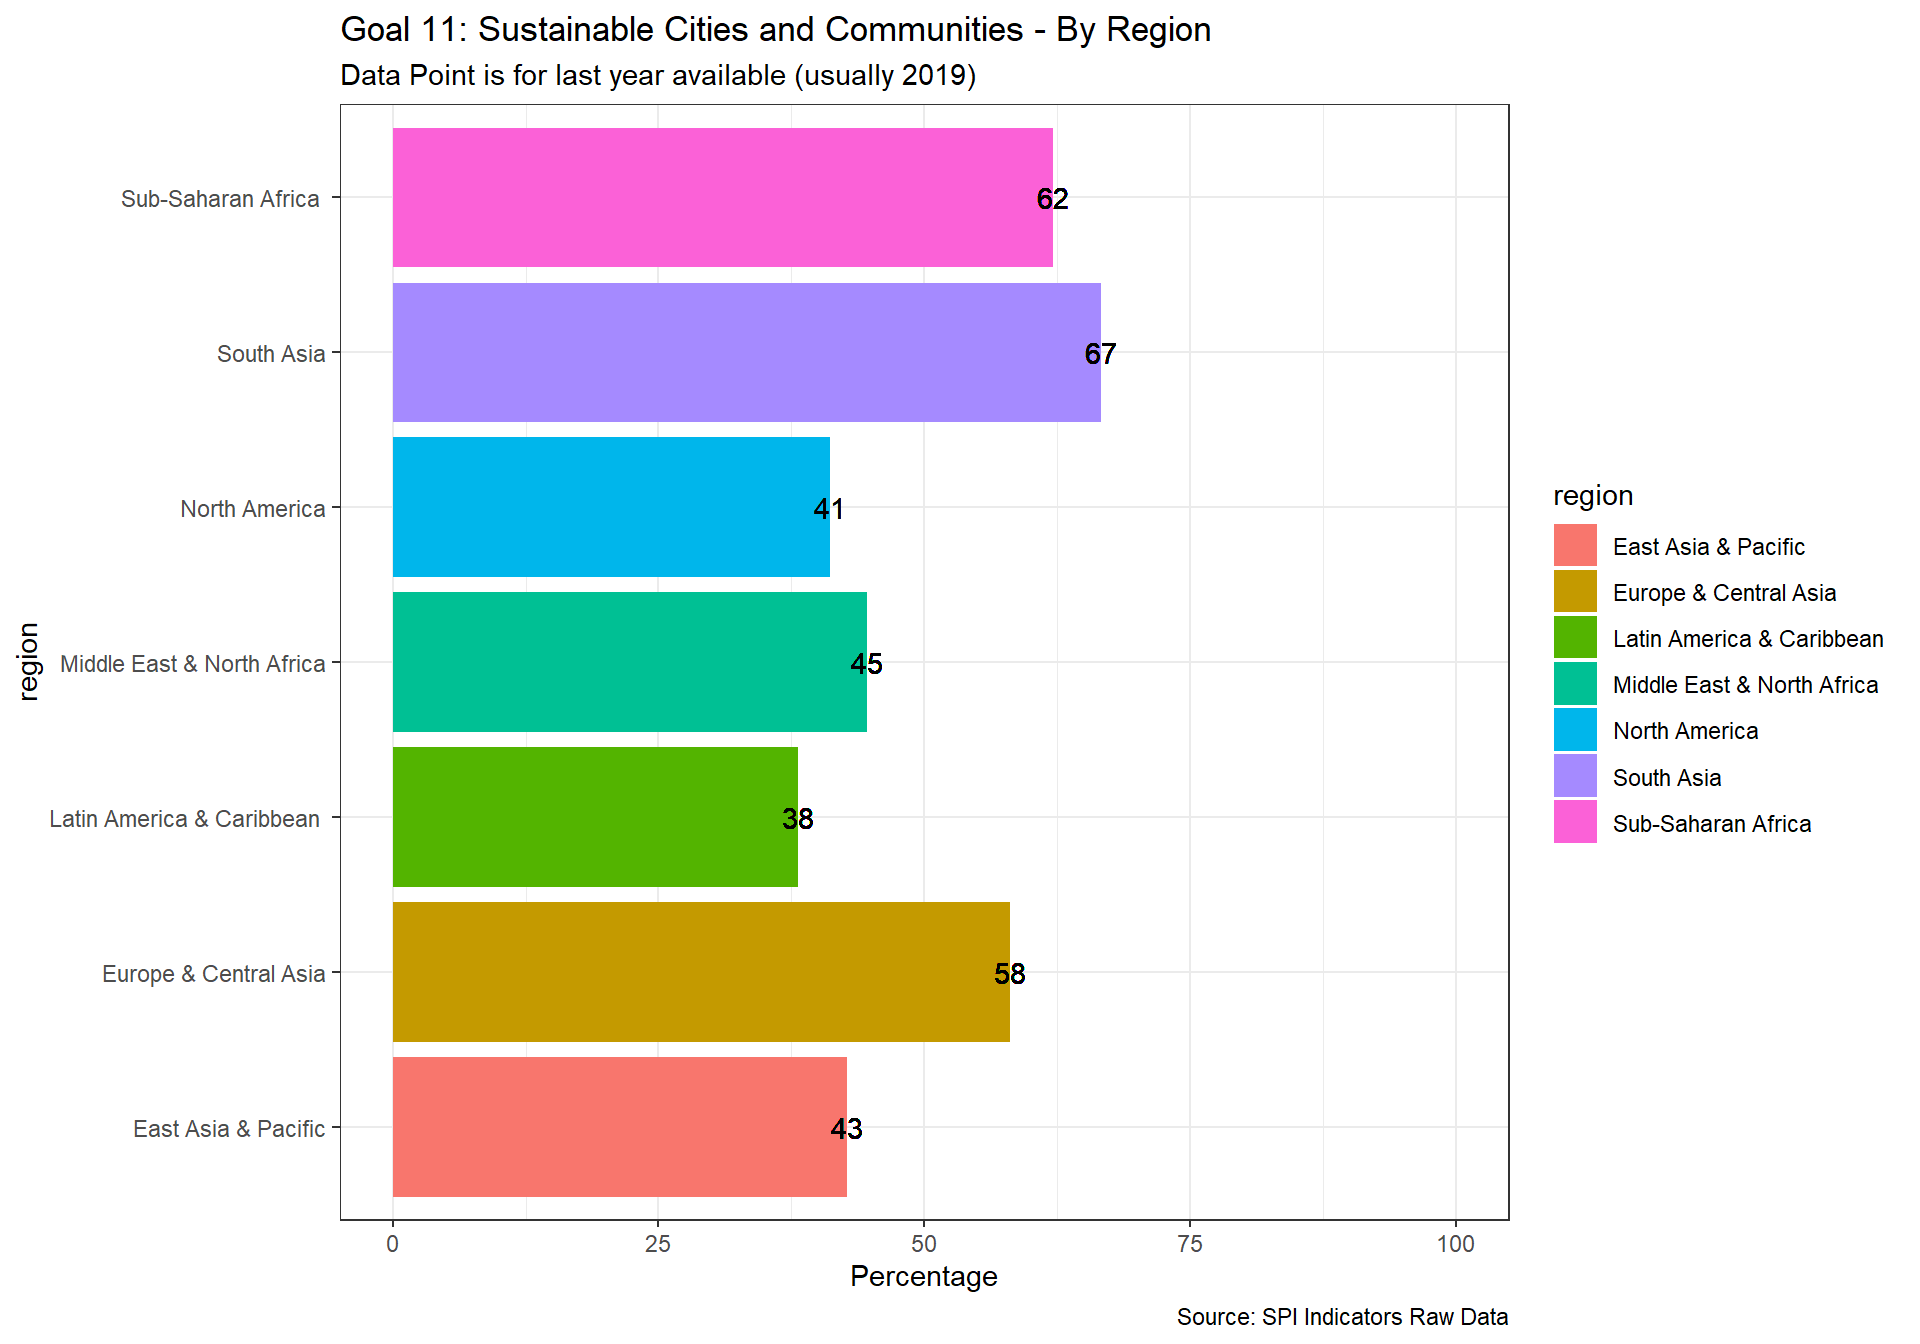 Goal 11: Sustainable Cities and Communities - By Region
Data Point is for last year available (usually 2019)
region
Sub-Saharan Africa
62
South Asia
67
North America
41
Middle East & North Africa
45
Latin America & Caribbean
38
Europe & Central Asia
58
East Asia & Pacific
43
0 25 50 75 100
Percentage
region
East Asia & Pacific
Europe & Central Asia
Latin America & Caribbean
Middle East & North Africa
North America
South Asia
Sub-Saharan Africa
Source: SPI Indicators Raw Data